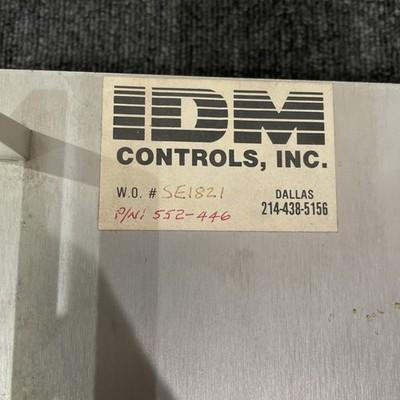 IDM
CONTROLS, INC.
W.O. # SE1821
P/N: 552-446
DALLAS
214-438-5156